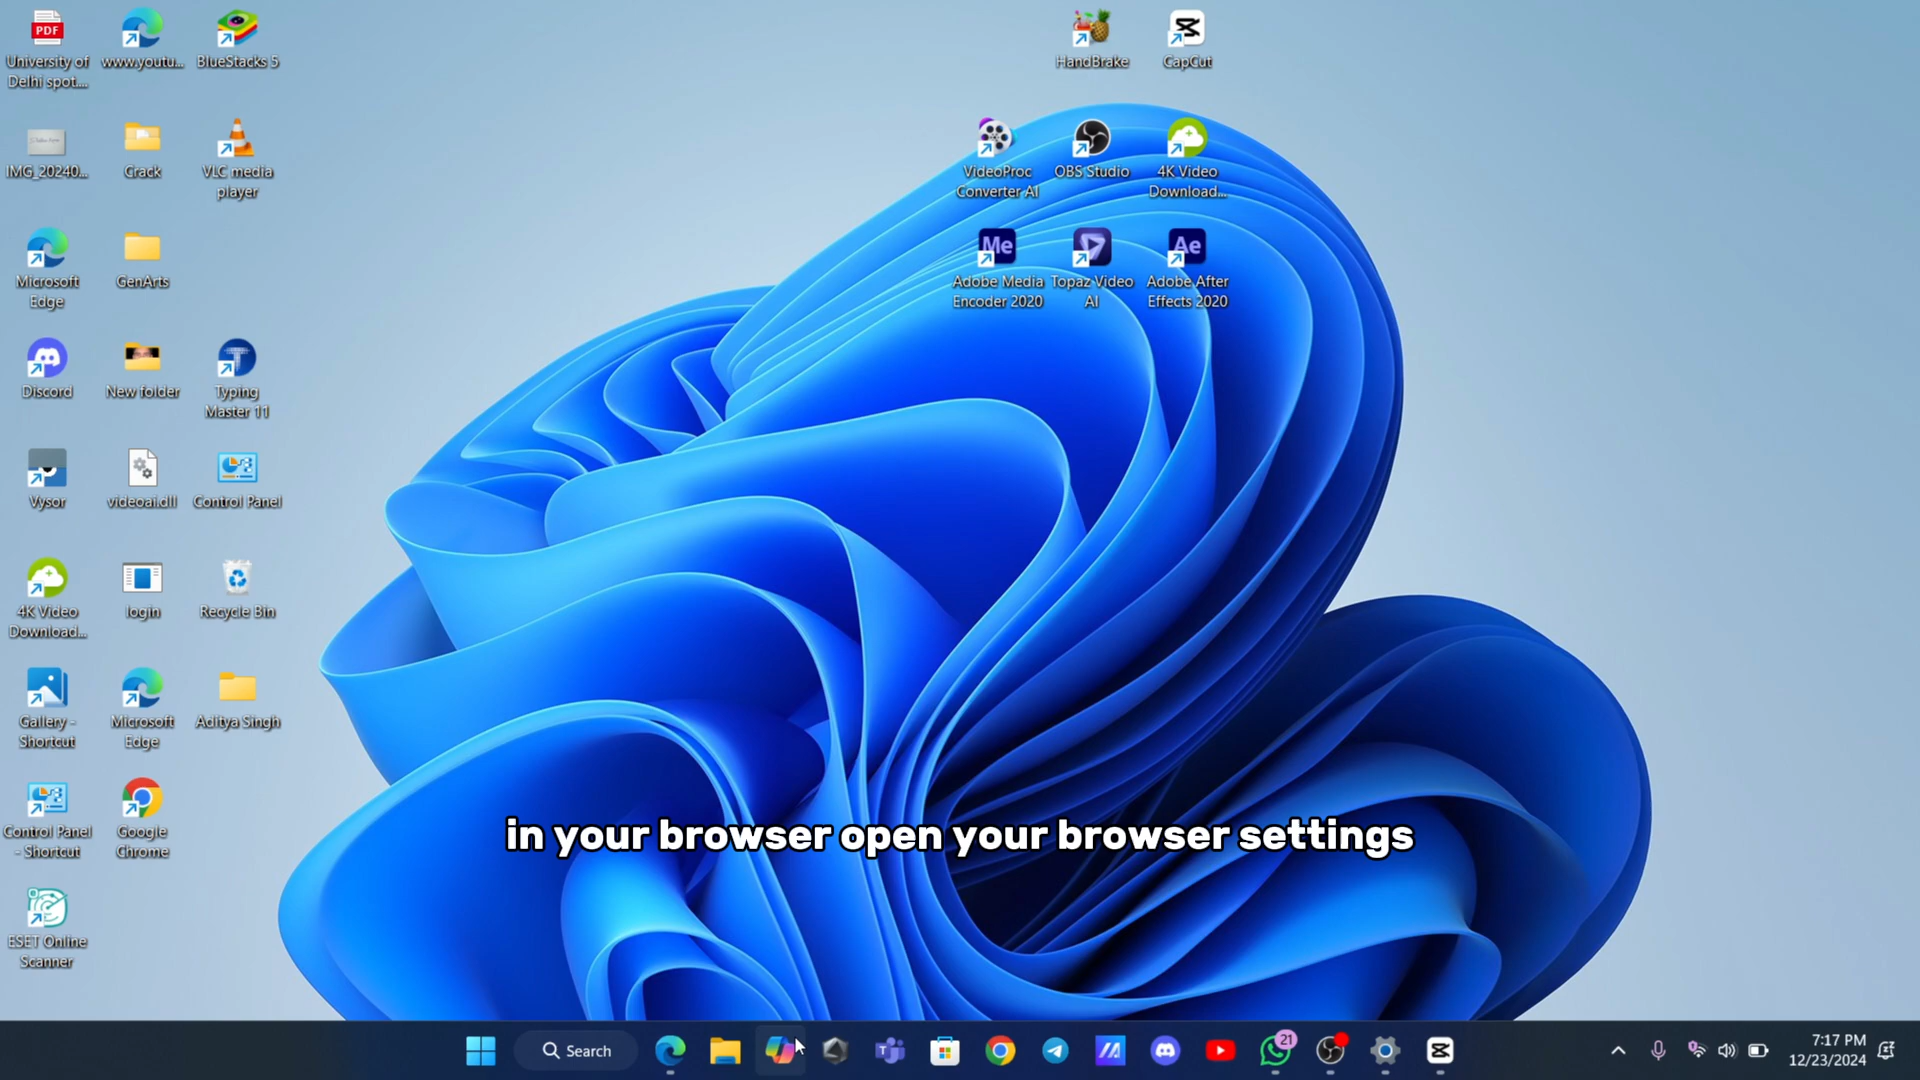 PDF
University of
Delhi spot....
www.youtu...
BlueStacks 5
IMG_20240...
Crack
VLC media
player
Microsoft
Edge
GenArts
Discord
New folder
Typing
Master 11
Vysor
videoai.dll
Control Panel
4K Video
Download...
login
Recycle Bin
Gallery -
Shortcut
Microsoft
Edge
Aditya Singh
Control Panel
- Shortcut
Google
Chrome
ESET Online
Scanner
HandBrake
CapCut
VideoProc
Converter AI
OBS Studio
4K Video
Download...
Me
Adobe Media
Encoder 2020
Topaz Video
AI
Ae
Adobe After
Effects 2020
in your browser open your browser settings
Search
21
7:17 PM
12/23/2024